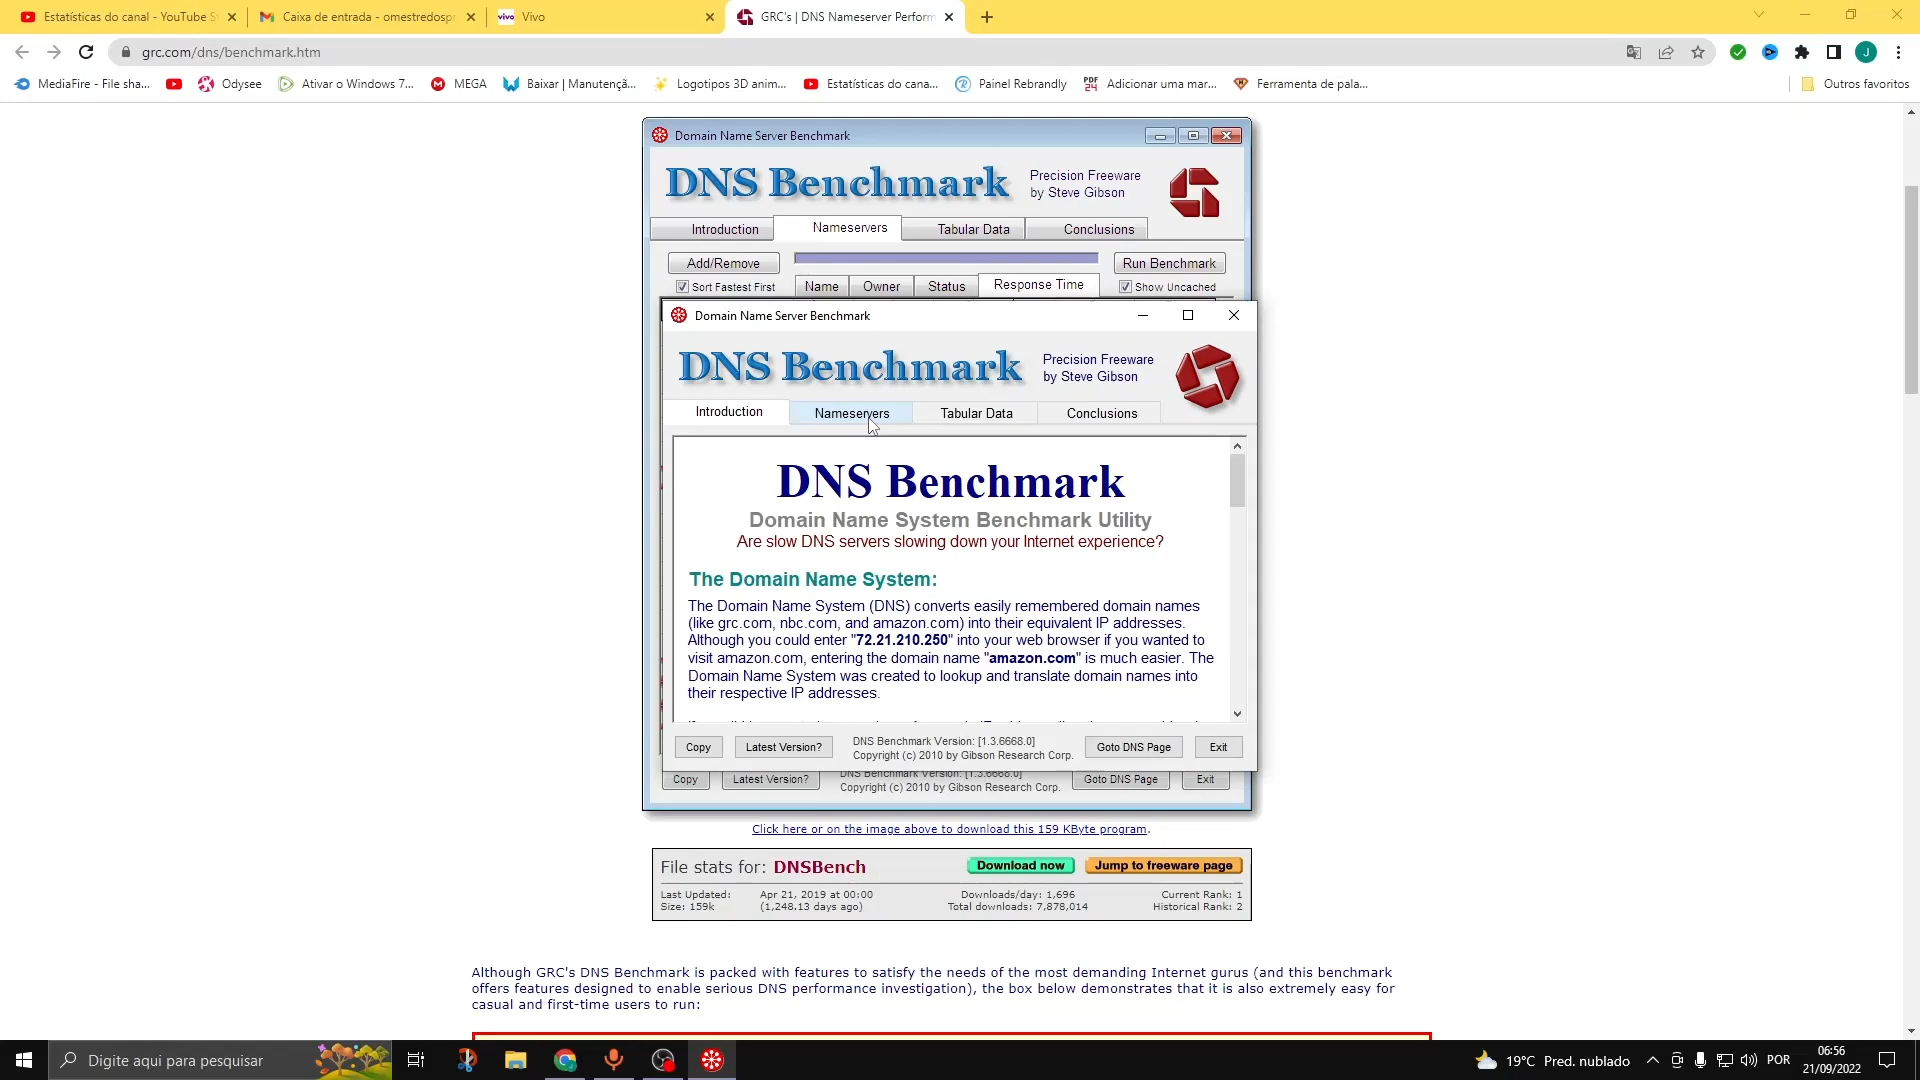 Estatísticas do canal - YouTube S
Caixa de entrada - omestredospr
vivo Vivo
GRC's | DNS Nameserver Perform
grc.com/dns/benchmark.htm
J
MediaFire - File sha...
Odysee
Ativar o Windows 7...
MEGA
Baixar | Manutençã...
Logotipos 3D anim...
Estatísticas do cana...
Painel Rebrandly
PDF 24 Adicionar uma mar...
Ferramenta de pala...
Outros favoritos
Domain Name Server Benchmark
DNS Benchmark
Precision Freeware
by Steve Gibson
Introduction Nameservers Tabular Data Conclusions
Add/Remove Run Benchmark
Sort Fastest First Name Owner Status Response Time Show Uncached
Domain Name Server Benchmark
DNS Benchmark
Precision Freeware
by Steve Gibson
Introduction Nameservers Tabular Data Conclusions
DNS Benchmark
Domain Name System Benchmark Utility
Are slow DNS servers slowing down your Internet experience?
The Domain Name System:
The Domain Name System (DNS) converts easily remembered domain names
(like grc.com, nbc.com, and amazon.com) into their equivalent IP addresses.
Although you could enter "72.21.210.250" into your web browser if you wanted to
visit amazon.com, entering the domain name "amazon.com" is much easier. The
Domain Name System was created to lookup and translate domain names into
their respective IP addresses.
Copy Latest Version? DNS Benchmark Version: [1.3.6668.0]
Copyright (c) 2010 by Gibson Research Corp. Goto DNS Page Exit
Copy Latest Version? DNS Benchmark Version: [1.3.6668.0]
Copyright (c) 2010 by Gibson Research Corp. Goto DNS Page Exit
Click here or on the image above to download this 159 KByte program.
File stats for: DNSBench Download now Jump to freeware page
Last Updated: Apr 21, 2019 at 00:00 Downloads/day: 1,696 Current Rank: 1
Size: 159k (1,248.13 days ago) Total downloads: 7,878,014 Historical Rank: 2
Although GRC's DNS Benchmark is packed with features to satisfy the needs of the most demanding Internet gurus (and this benchmark
offers features designed to enable serious DNS performance investigation), the box below demonstrates that it is also extremely easy for
casual and first-time users to run:
Digite aqui para pesquisar
19°C Pred. nublado
POR
06:56
21/09/2022